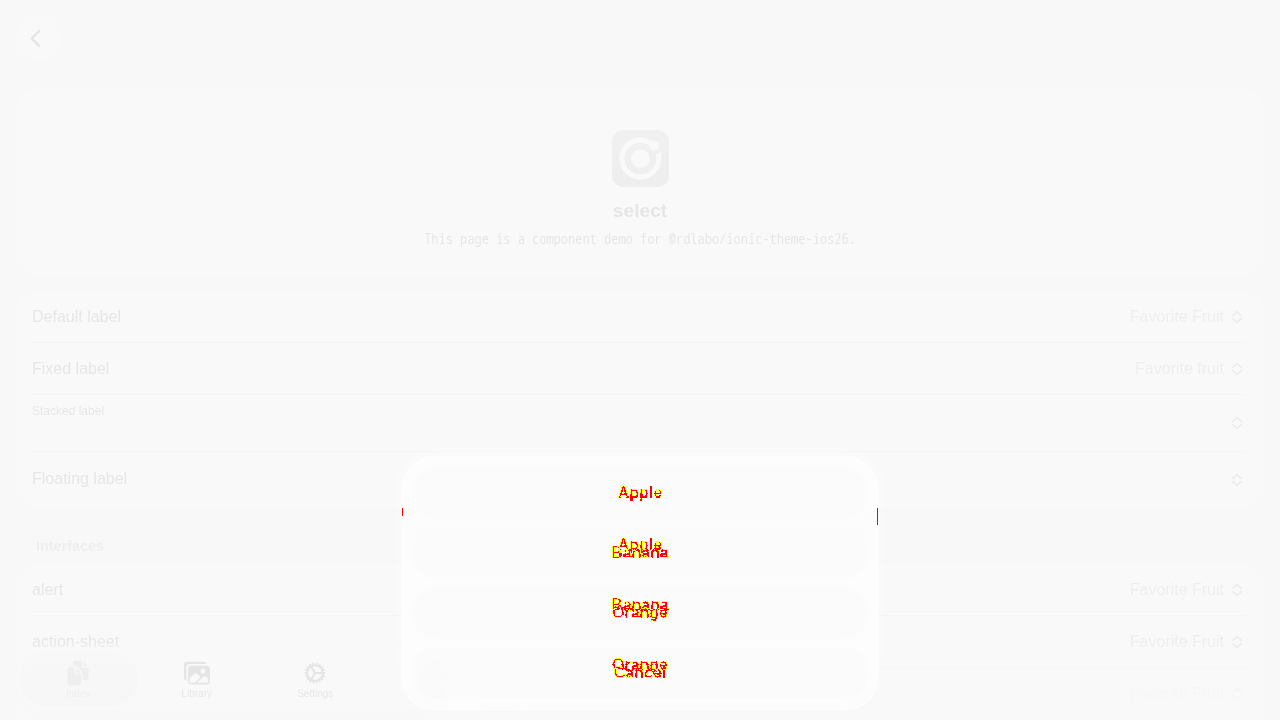 select
This page is a component demo for @rdlabo/ionic-theme-ios26.
Default label
Favorite Fruit
Fixed label
Favorite fruit
Stacked label
Floating label
Apple
Interfaces
Apple
Banana
alert
Favorite Fruit
Banana
Orange
action-sheet
Favorite Fruit
Orange
Cancel
Index
Library
Settings
Favorite Fruit